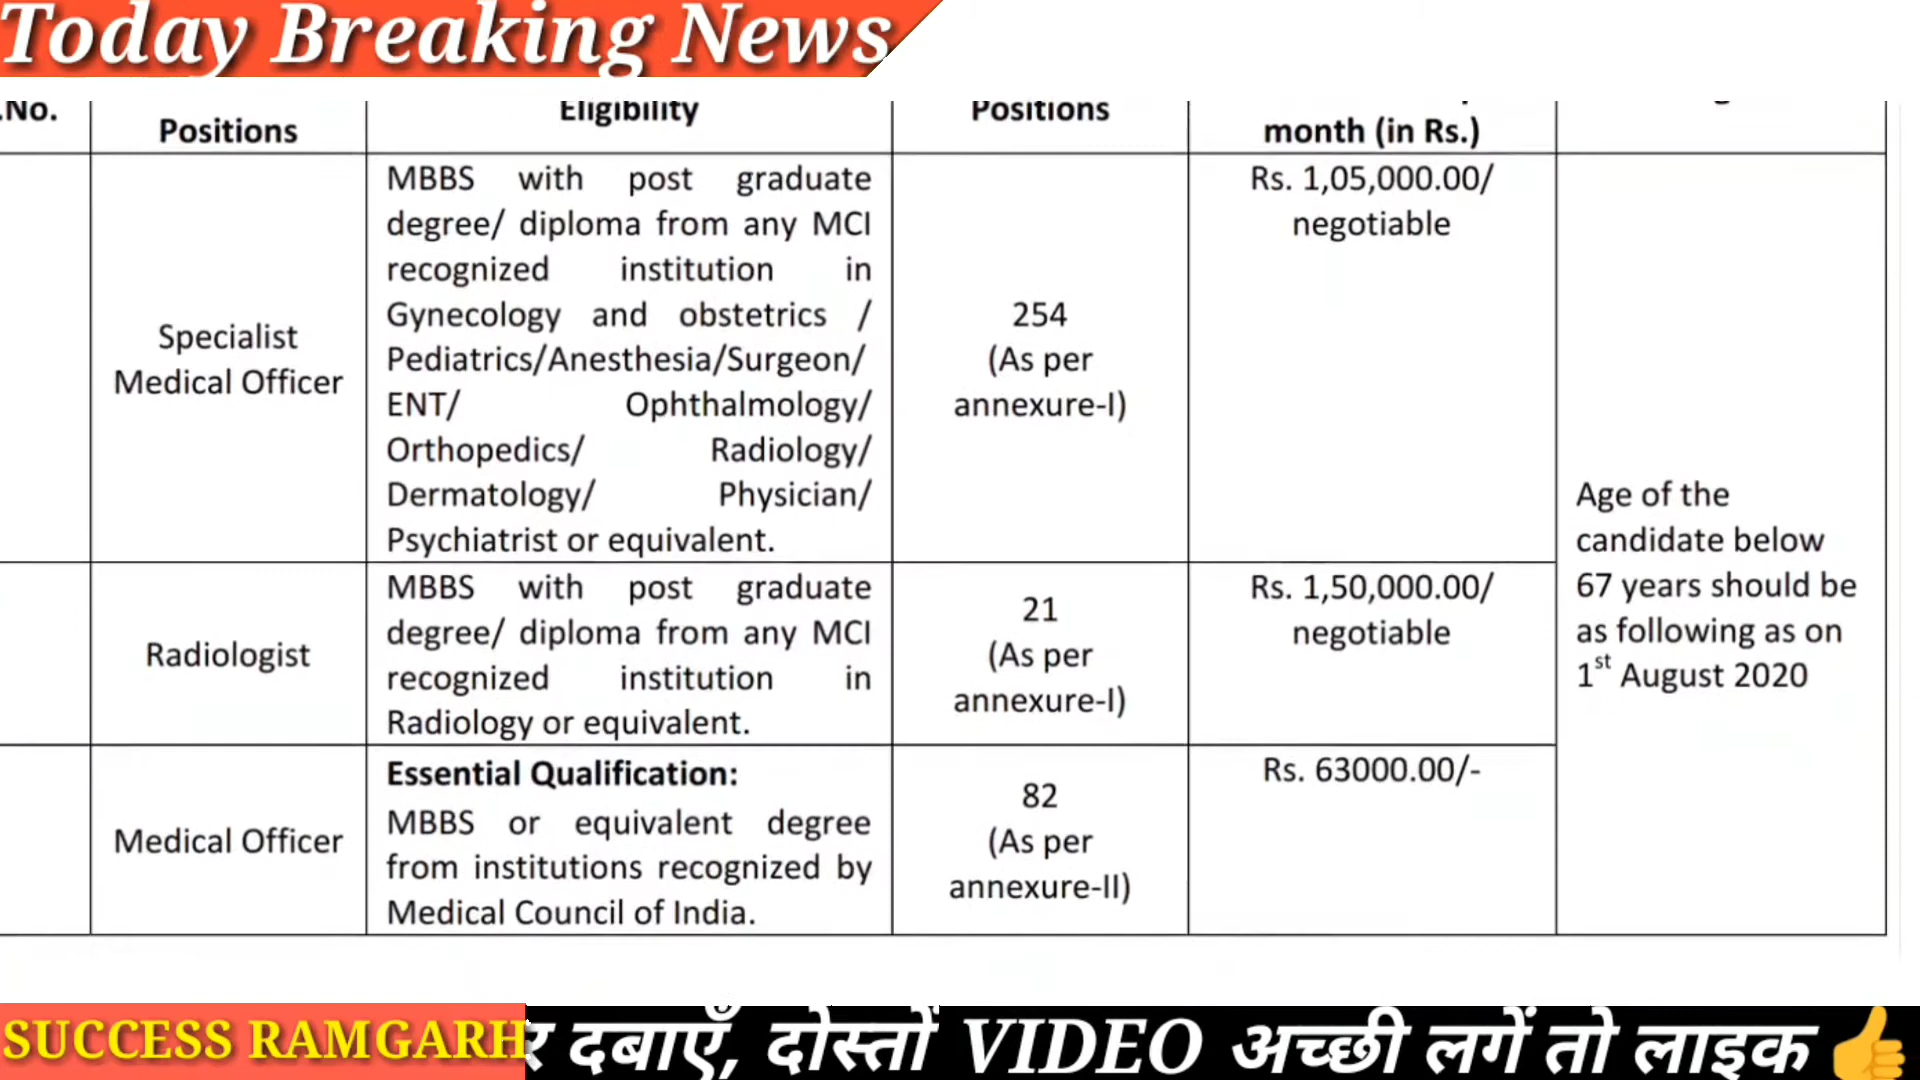 Today Breaking News
.No.
Positions
Eligibility
Positions
month (in Rs.)
Specialist
Medical Officer
MBBS with post graduate
degree/ diploma from any MCI
recognized institution in
Gynecology and obstetrics /
Pediatrics/Anesthesia/Surgeon/
ENT/ Ophthalmology/
Orthopedics/ Radiology/
Dermatology/ Physician/
Psychiatrist or equivalent.
254
(As per
annexure-I)
Rs. 1,05,000.00/
negotiable
Age of the
candidate below
67 years should be
as following as on
1st August 2020
Radiologist
MBBS with post graduate
degree/ diploma from any MCI
recognized institution in
Radiology or equivalent.
21
(As per
annexure-I)
Rs. 1,50,000.00/
negotiable
Medical Officer
Essential Qualification:
MBBS or equivalent degree
from institutions recognized by
Medical Council of India.
82
(As per
annexure-II)
Rs. 63000.00/-
SUCCESS RAMGARH
दबाएँ, दोस्तों VIDEO अच्छी लगें तो लाइक